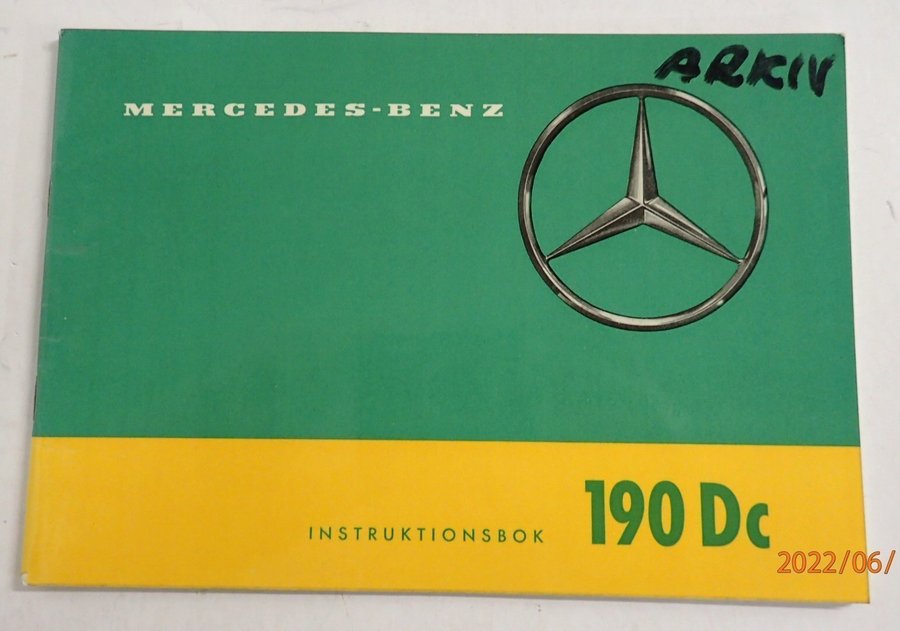 ARKIV
MERCEDES-BENZ
INSTRUKTIONSBOK 190 Dc
2022/06/